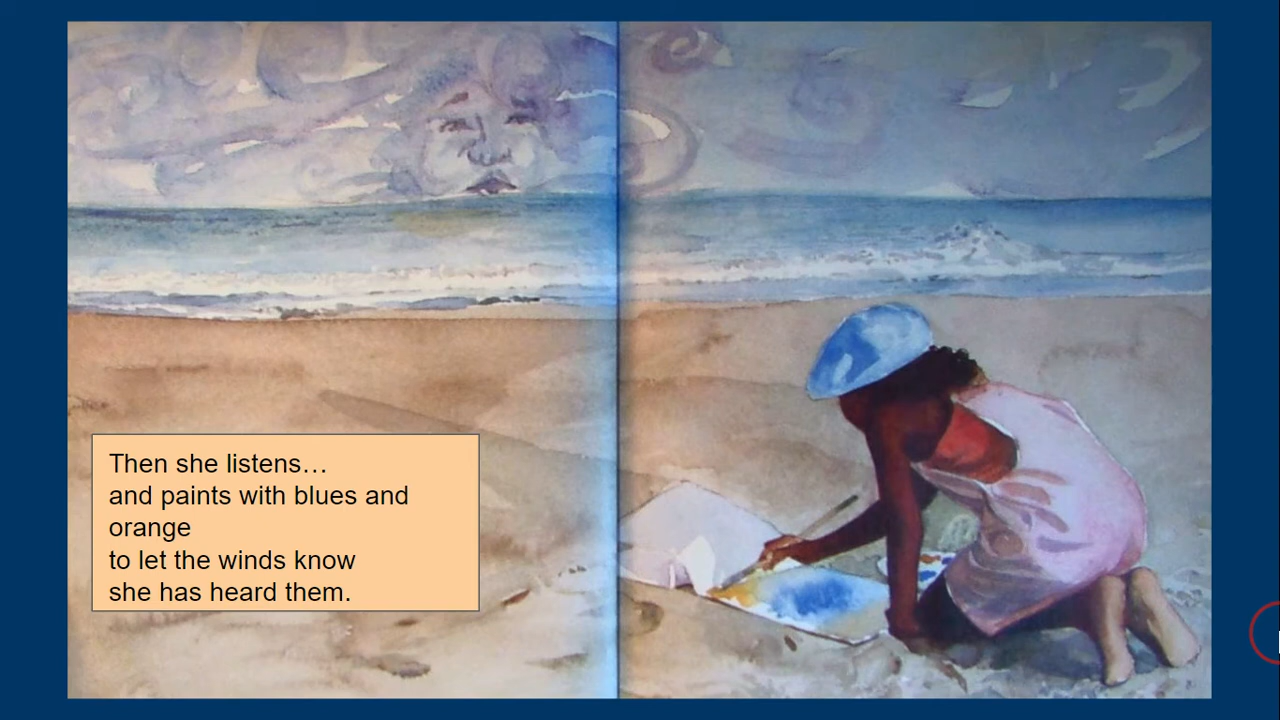 Then she listens…
and paints with blues and
orange
to let the winds know
she has heard them.